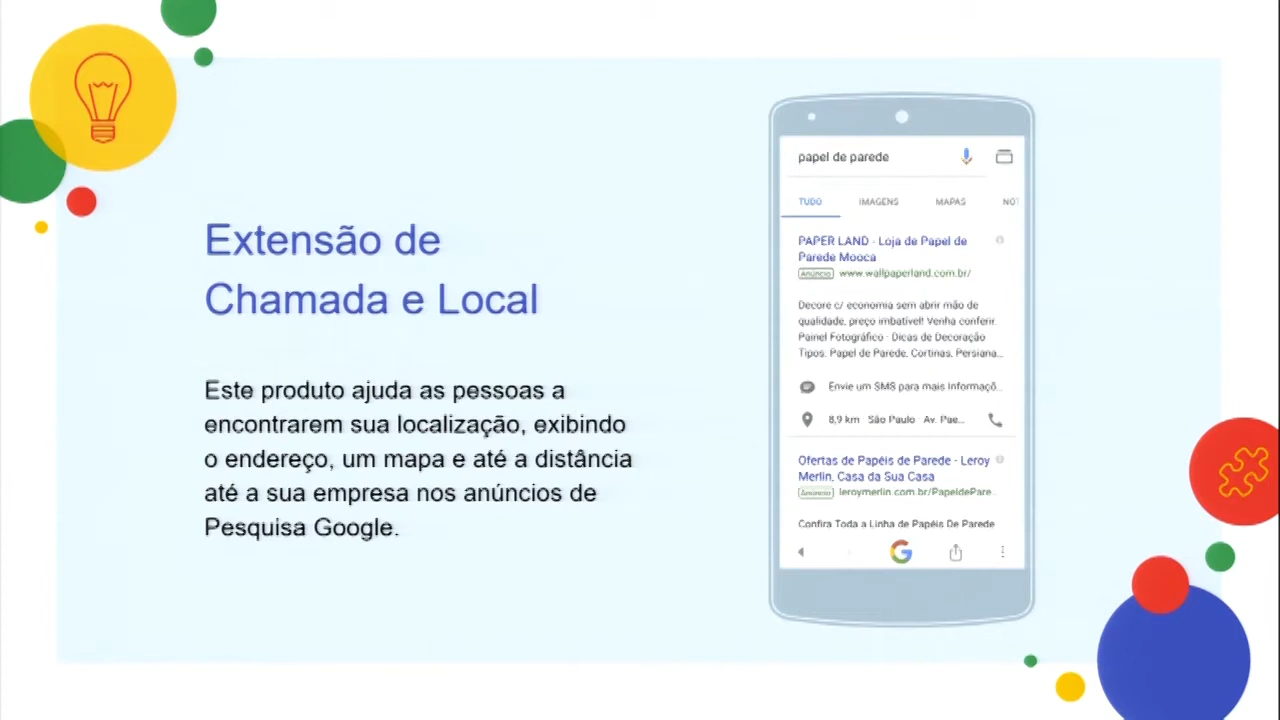 Extensão de
Chamada e Local
Este produto ajuda as pessoas a
encontrarem sua localização, exibindo
o endereço, um mapa e até a distância
até a sua empresa nos anúncios de
Pesquisa Google.
papel de parede
TUDO IMAGENS MAPAS NOT
PAPER LAND - Loja de Papel de
Parede Mooca
Anúncio www.wallpaperland.com.br/
Decore c/ economia sem abrir mão de
qualidade, preço imbatível! Venha conferir.
Painel Fotográfico · Dicas de Decoração
Tipos: Papel de Parede, Cortinas, Persiana...
Envie um SMS para mais Informaçõ...
8,9 km · São Paulo · Av. Pae...
Ofertas de Papéis de Parede - Leroy
Merlin, Casa da Sua Casa
Anúncio leroymerlin.com.br/PapeldePare...
Confira Toda a Linha de Papéis De Parede